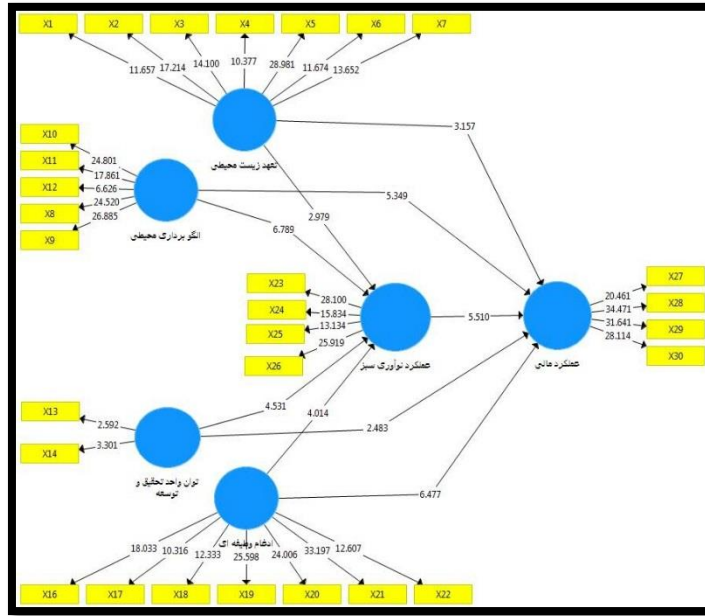 X1 X2 X3 X4 X5 X6 X7
11.657 17.214 14.100 10.377 28.981 11.674 13.652
تعهد زیست محیطی
3.157
X10
X11
X12
X8
X9
24.801
17.861
6.626
24.520
26.885
الگو برداری محیطی
5.349
2.979
6.789
X23
X24
X25
X26
28.100
15.834
13.134
25.919
عملکرد نوآوری سبز
5.510
X27
X28
X29
X30
20.461
34.471
31.641
28.114
عملکرد مالی
X13
X14
2.592
3.301
توان واحد تحقیق و
توسعه
4.531
4.014
2.483
6.477
ادغام وظیفه ای
18.033 10.316 12.333 25.598 24.006 33.197 12.607
X16 X17 X18 X19 X20 X21 X22